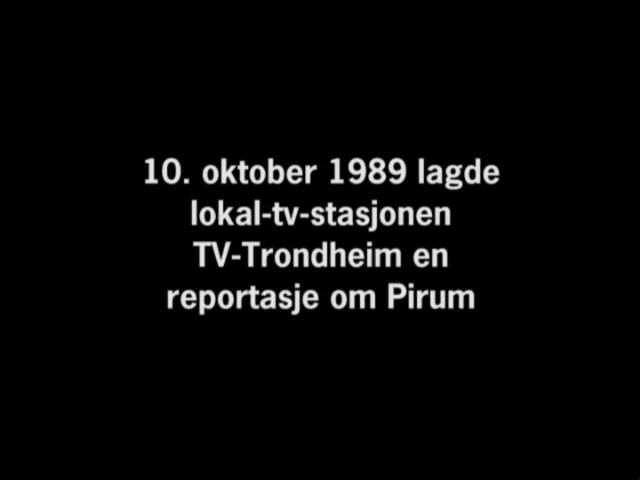 10. oktober 1989 lagde
lokal-tv-stasjonen
TV-Trondheim en
reportasje om Pirum